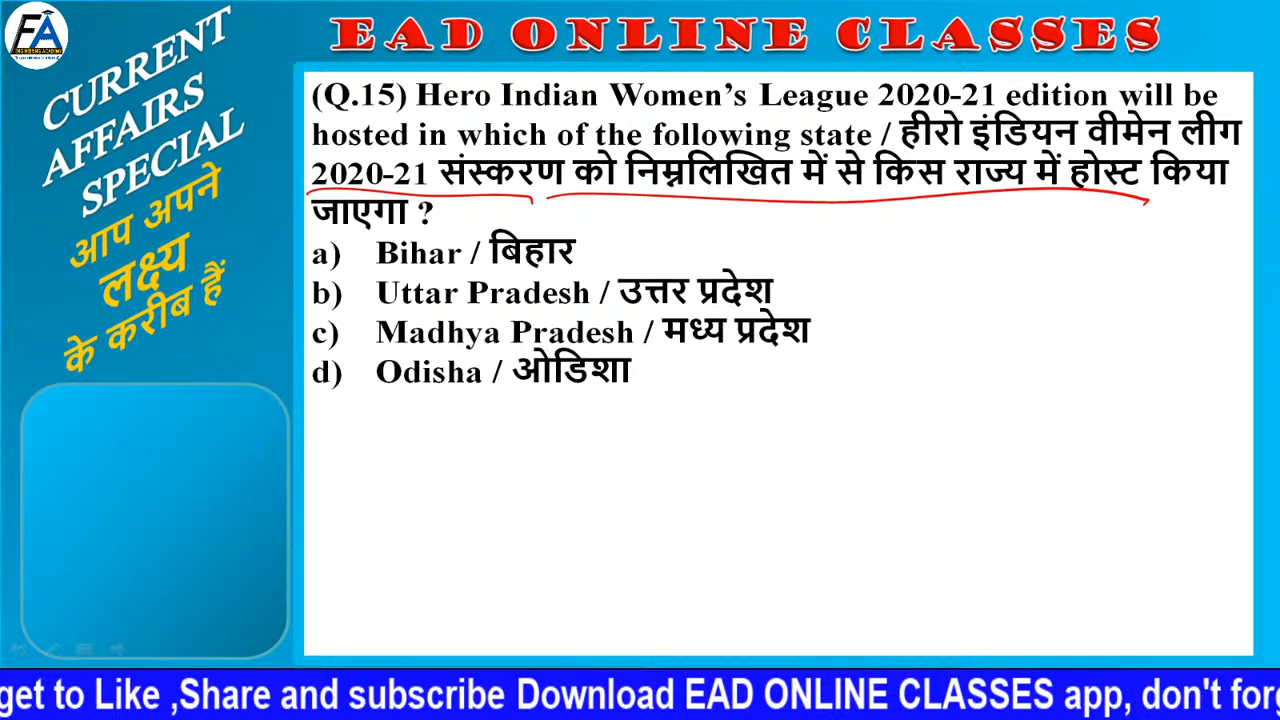 EAD ONLINE CLASSES
CURRENT
AFFAIRS
SPECIAL
आप अपने
लक्ष्य
के करीब हैं
(Q.15) Hero Indian Women’s League 2020-21 edition will be
hosted in which of the following state / हीरो इंडियन वीमेन लीग
2020-21 संस्करण को निम्नलिखित में से किस राज्य में होस्ट किया
जाएगा ?
a) Bihar / बिहार
b) Uttar Pradesh / उत्तर प्रदेश
c) Madhya Pradesh / मध्य प्रदेश
d) Odisha / ओडिशा
get to Like ,Share and subscribe Download EAD ONLINE CLASSES app, don't forg